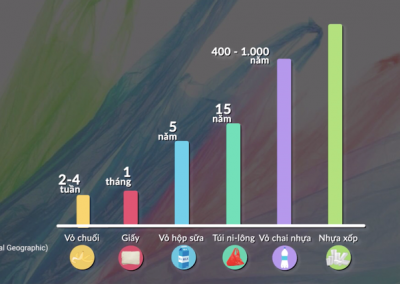 400 - 1.000
năm
15
năm
5
năm
2-4
tuần
1
tháng
Vỏ chuối
Giấy
Vỏ hộp sữa
Túi ni-lông
Vỏ chai nhựa
Nhựa xốp
al Geographic)